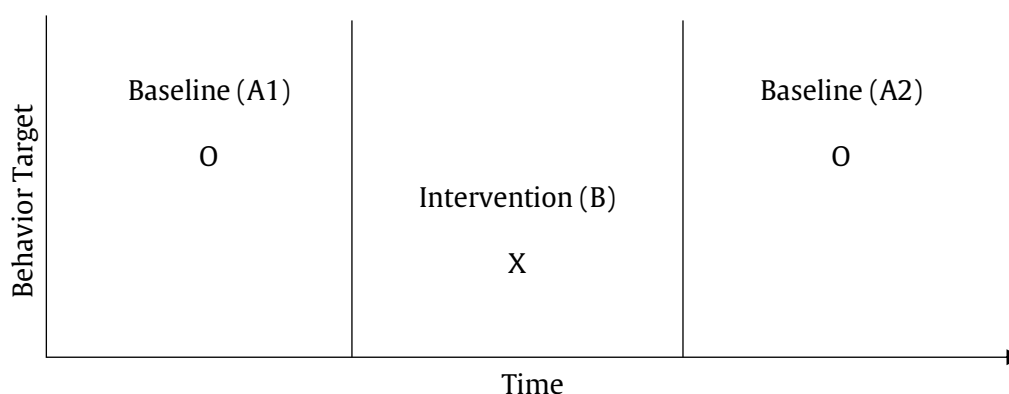 Behavior Target
Baseline (A1)
O
Intervention (B)
X
Baseline (A2)
O
Time